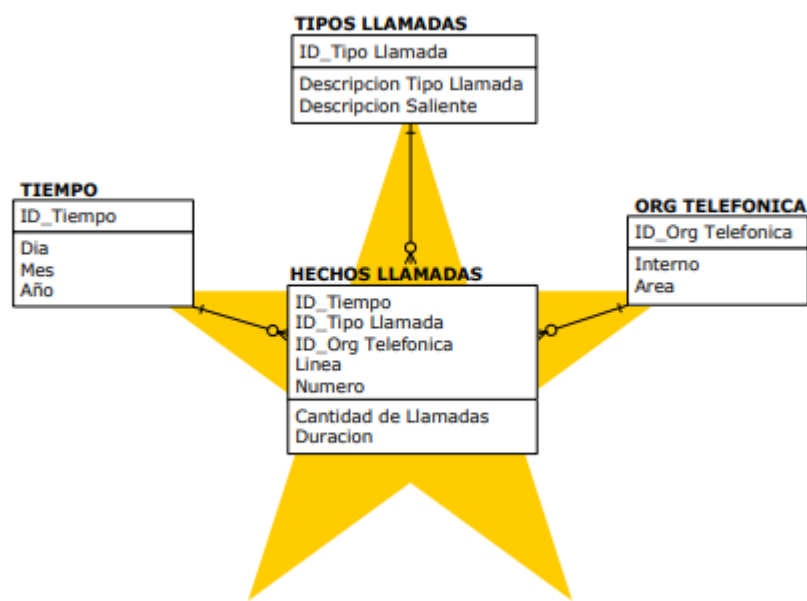 TIPOS LLAMADAS
ID_Tipo Llamada
Descripcion Tipo Llamada
Descripcion Saliente
TIEMPO
ID_Tiempo
Dia
Mes
Año
ORG TELEFONICA
ID_Org Telefonica
Interno
Area
HECHOS LLAMADAS
ID_Tiempo
ID_Tipo Llamada
ID_Org Telefonica
Linea
Numero
Cantidad de Llamadas
Duracion